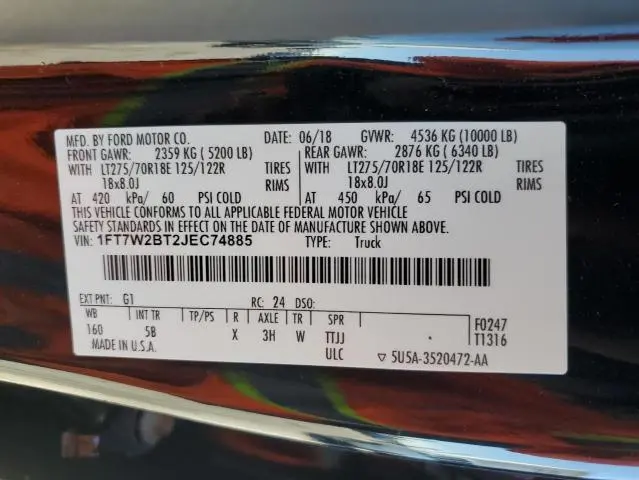 MFD. BY FORD MOTOR CO. DATE: 06/18 GVWR: 4536 KG (10000 LB)
FRONT GAWR: 2359 KG ( 5200 LB) REAR GAWR: 2876 KG ( 6340 LB)
WITH LT275/70R18E 125/122R TIRES WITH LT275/70R18E 125/122R TIRES
18x8.0J RIMS 18x8.0J RIMS
AT 420 kPa/ 60 PSI COLD AT 450 kPa/ 65 PSI COLD
THIS VEHICLE CONFORMS TO ALL APPLICABLE FEDERAL MOTOR VEHICLE
SAFETY STANDARDS IN EFFECT ON THE DATE OF MANUFACTURE SHOWN ABOVE.
VIN: 1FT7W2BT2JEC74885 TYPE: Truck
EXT PNT: G1 RC: 24 DSO:
WB INT TR TP/PS R AXLE TR SPR F0247
160 5B X 3H W TTJJ T1316
MADE IN U.S.A. ULC ▽ 5U5A-3520472-AA